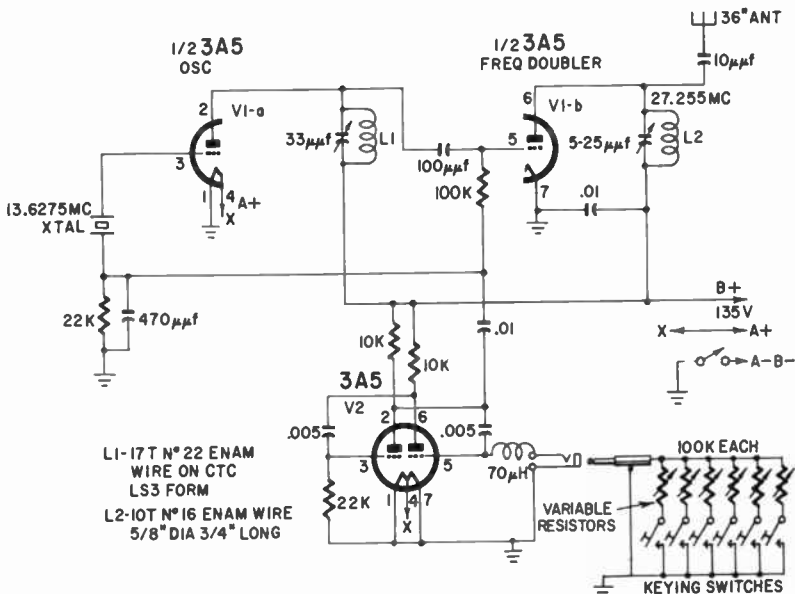 1/2 3A5
OSC
1/2 3A5
FREQ DOUBLER
36" ANT
10μμf
2
V1-a
3
1
4
A+
X
33μμf
L1
100μμf
100K
6
V1-b
5
7
27.255MC
5-25μμf
L2
.01
13.6275MC
XTAL
22K
470μμf
10K
10K
.01
B+
135V
X
A+
A-B-
3A5
V2
2
6
.005
.005
3
5
22K
1
4
7
X
70μH
100K EACH
VARIABLE
RESISTORS
KEYING SWITCHES
L1-17T Nº 22 ENAM
WIRE ON CTC
LS3 FORM
L2-10T Nº 16 ENAM WIRE
5/8" DIA 3/4" LONG